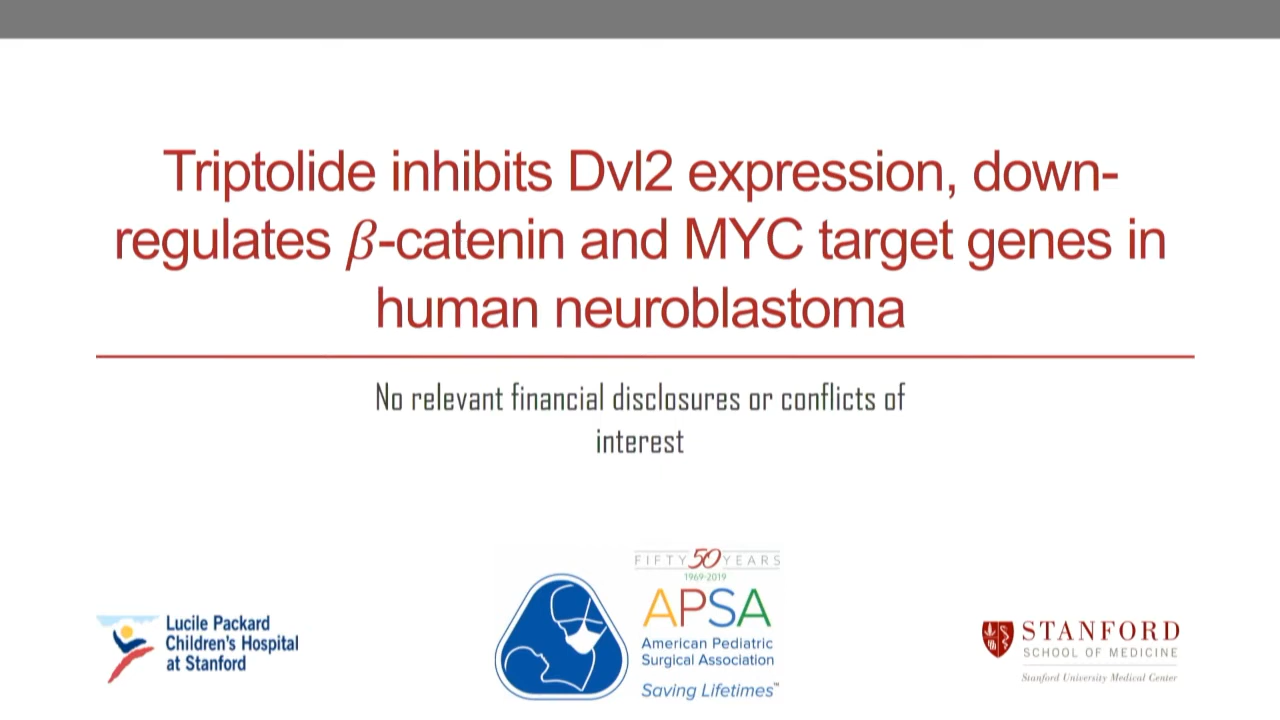 Triptolide inhibits Dvl2 expression, down-
regulates β-catenin and MYC target genes in
human neuroblastoma
No relevant financial disclosures or conflicts of
interest
Lucile Packard
Children's Hospital
at Stanford
FIFTY 50 YEARS
1969-2019
APSA
American Pediatric
Surgical Association
Saving Lifetimes™
STANFORD
SCHOOL OF MEDICINE
Stanford University Medical Center